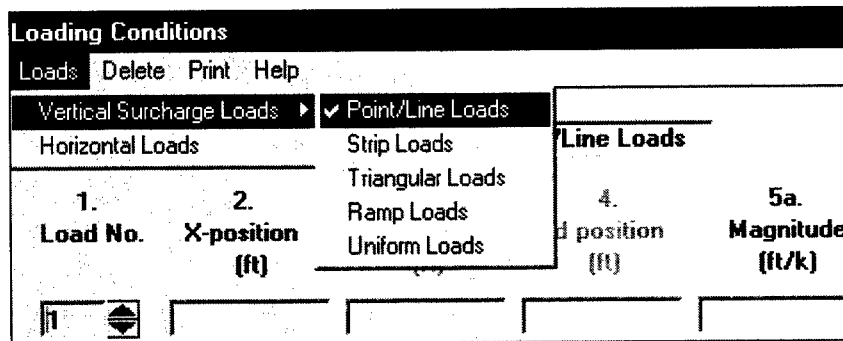 Loading Conditions
Loads Delete Print Help
Vertical Surcharge Loads Point/Line Loads
Horizontal Loads Strip Loads
/Line Loads
Triangular Loads
Ramp Loads
Uniform Loads
1. 2. 4. 5a.
Load No. X-position d position Magnitude
(ft) (ft) (ft/k)
1